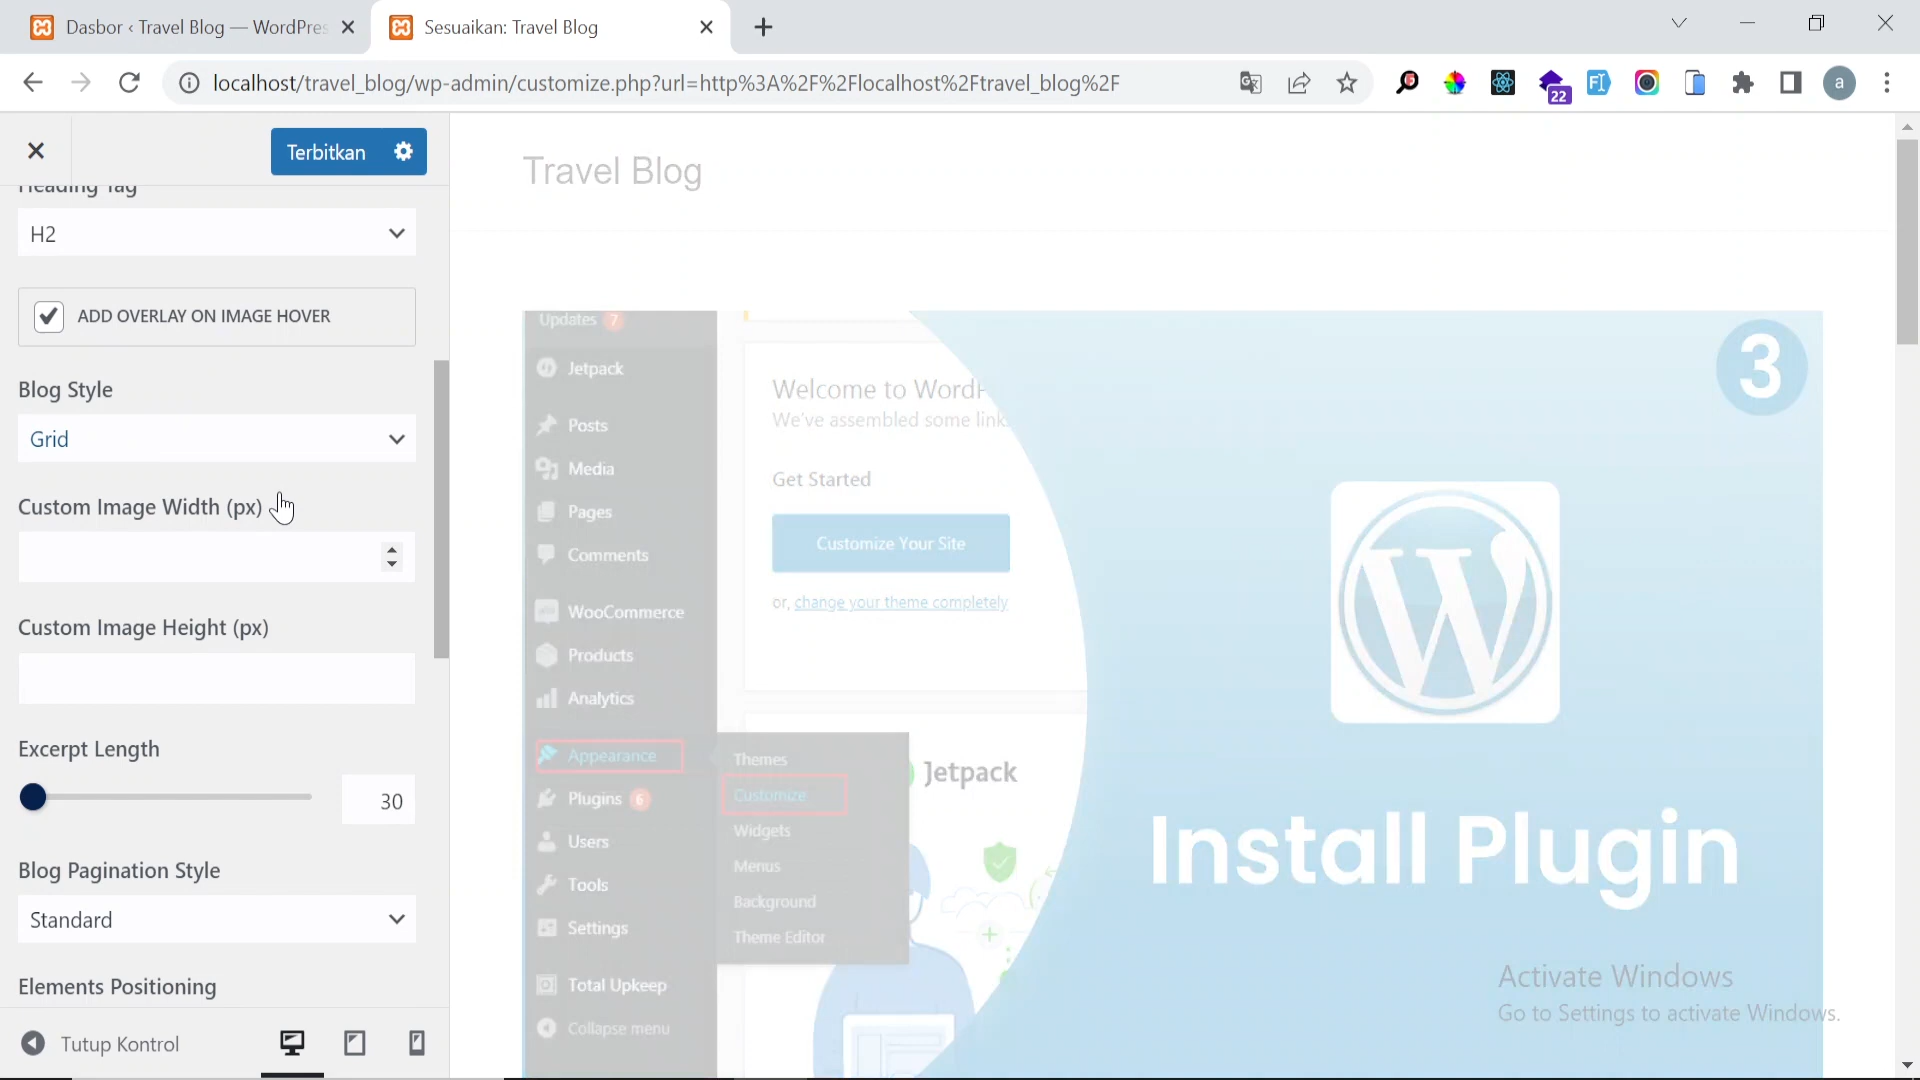 Dasbor ‹ Travel Blog — WordPres
Sesuaikan: Travel Blog
localhost/travel_blog/wp-admin/customize.php?url=http%3A%2F%2Flocalhost%2Ftravel_blog%2F
22
a
Terbitkan
Heading Tag
H2
ADD OVERLAY ON IMAGE HOVER
Blog Style
Grid
Custom Image Width (px)
Custom Image Height (px)
Excerpt Length
30
Blog Pagination Style
Standard
Elements Positioning
Tutup Kontrol
Travel Blog
Updates 7
Jetpack
Posts
Media
Pages
Comments
WooCommerce
Products
Analytics
Appearance
Plugins 6
Users
Tools
Settings
Total Upkeep
Collapse menu
Themes
Customize
Widgets
Menus
Background
Theme Editor
Welcome to WordP
We've assembled some link
Get Started
Customize Your Site
or, change your theme completely
Jetpack
3
Install Plugin
Activate Windows
Go to Settings to activate Windows.